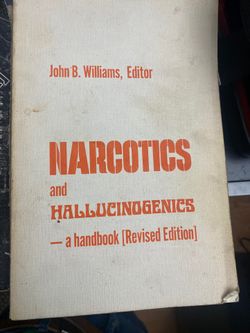 John B. Williams, Editor
NARCOTICS
and
HALLUCINOGENICS
— a handbook [Revised Edition]